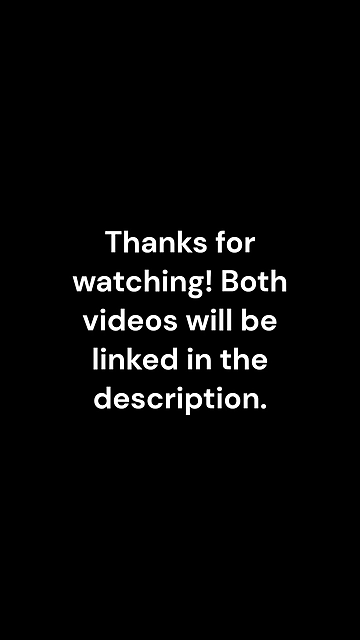 Thanks for
watching! Both
videos will be
linked in the
description.